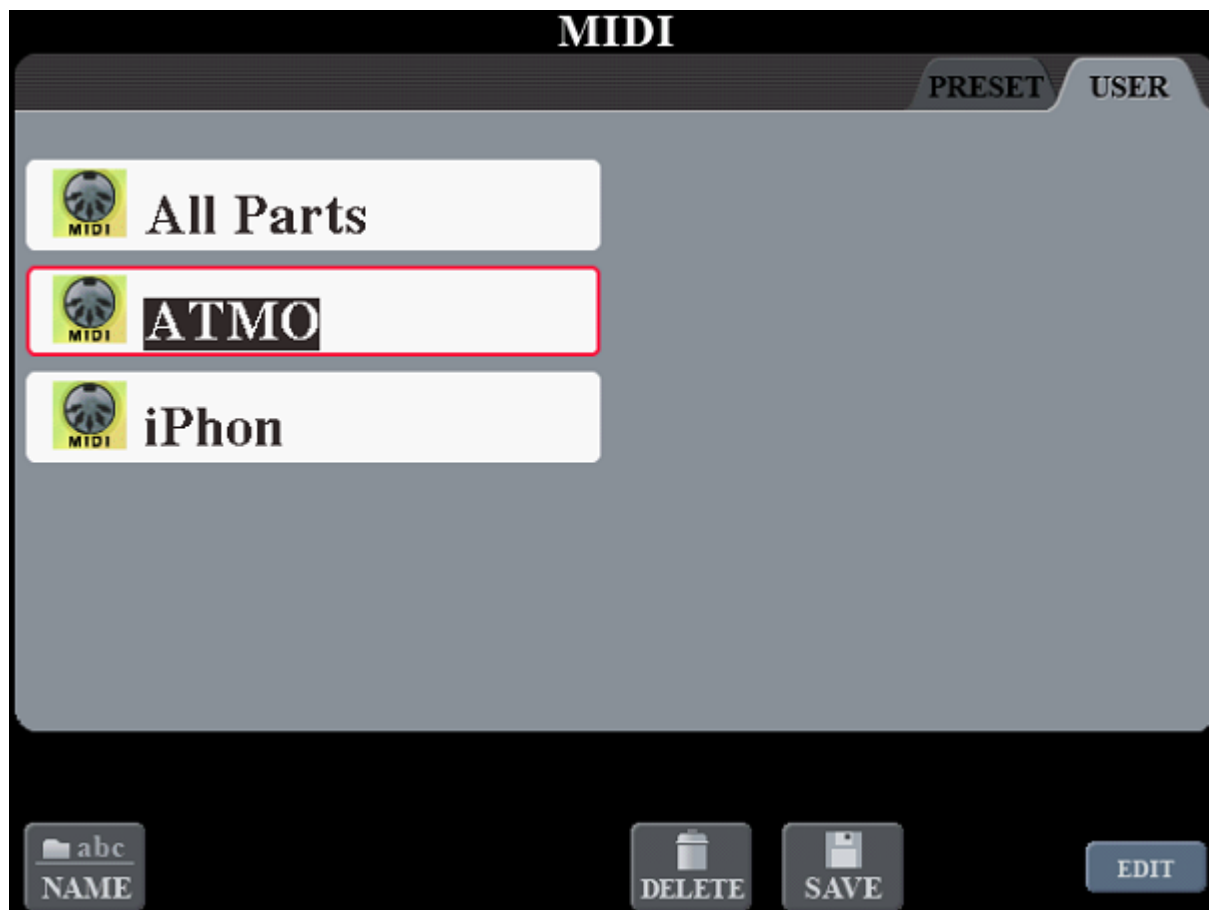 MIDI
PRESET USER
MIDI All Parts
MIDI ATMO
MIDI iPhon
abc
NAME
DELETE
SAVE
EDIT